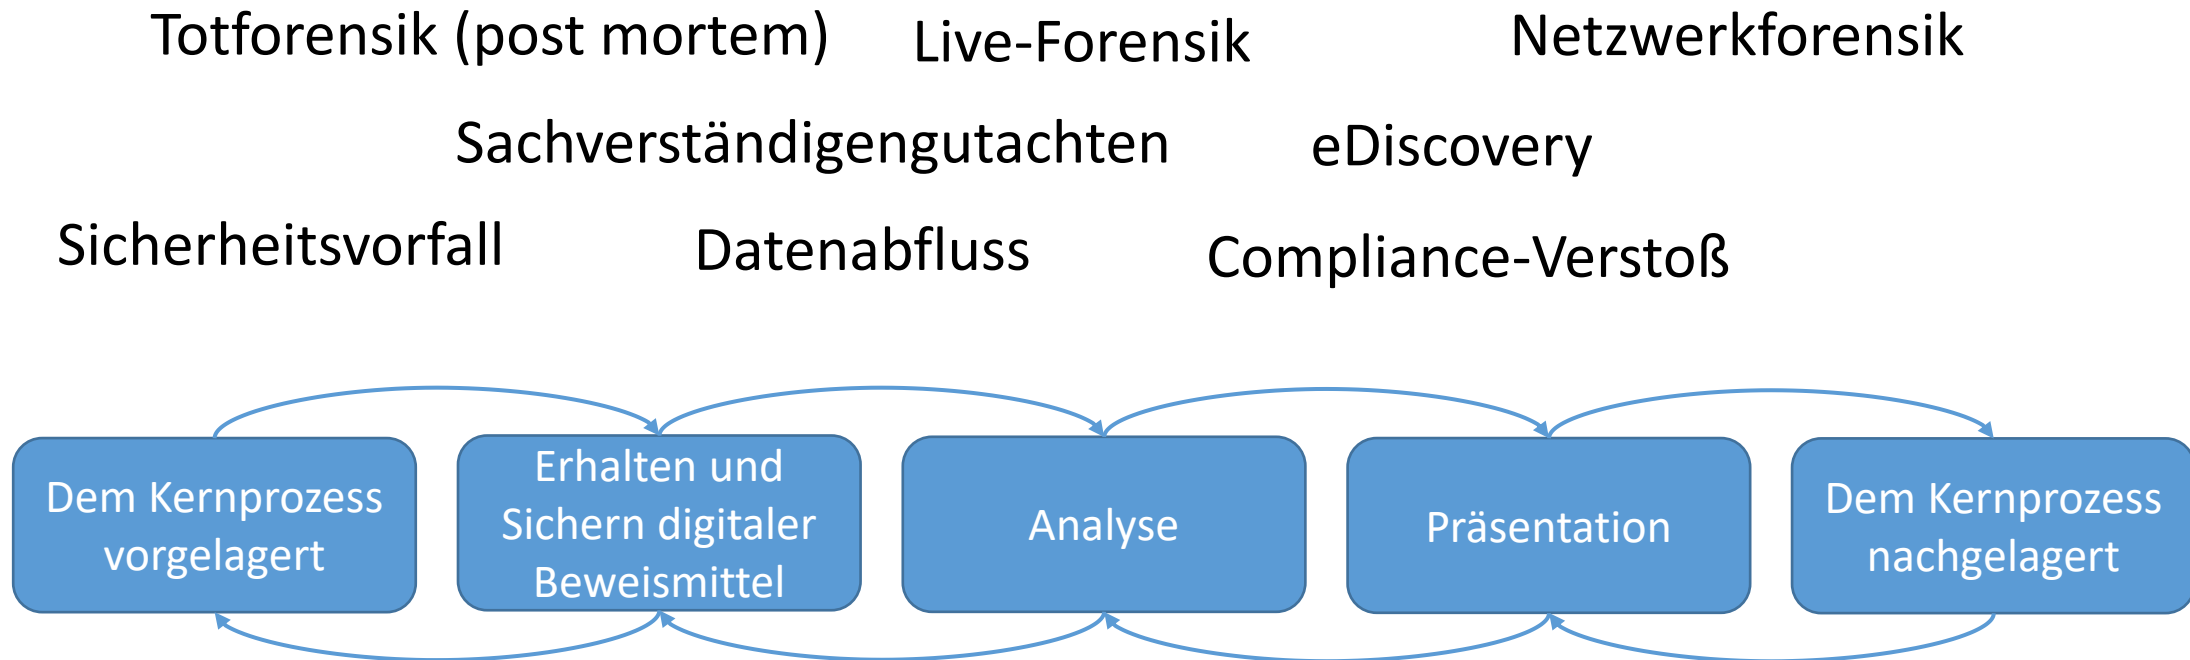 Totforensik (post mortem)
Live-Forensik
Netzwerkforensik
Sachverständigengutachten
eDiscovery
Sicherheitsvorfall
Datenabfluss
Compliance-Verstoß
Dem Kernprozess
vorgelagert
Erhalten und
Sichern digitaler
Beweismittel
Analyse
Präsentation
Dem Kernprozess
nachgelagert